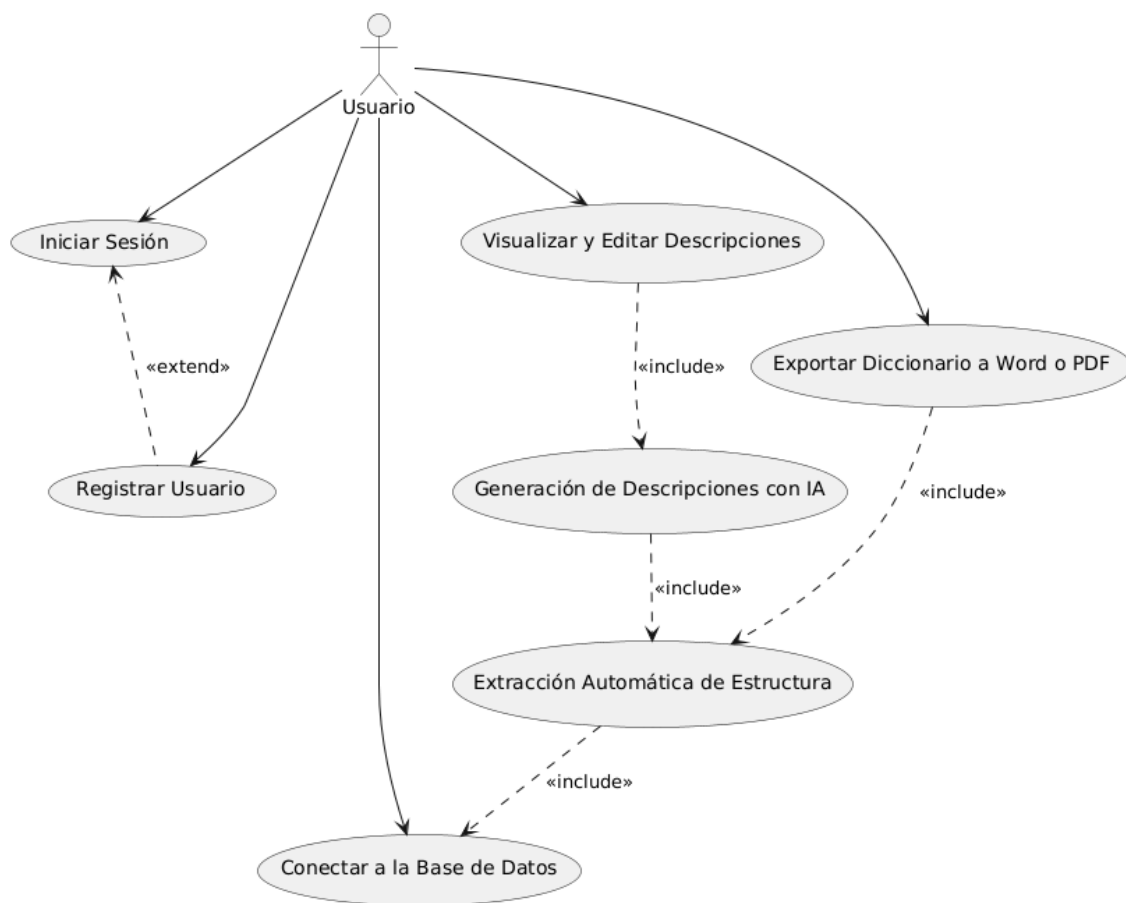 Usuario
Iniciar Sesión
Visualizar y Editar Descripciones
«extend»
«include»
Exportar Diccionario a Word o PDF
Registrar Usuario
Generación de Descripciones con IA
«include»
«include»
Extracción Automática de Estructura
«include»
Conectar a la Base de Datos